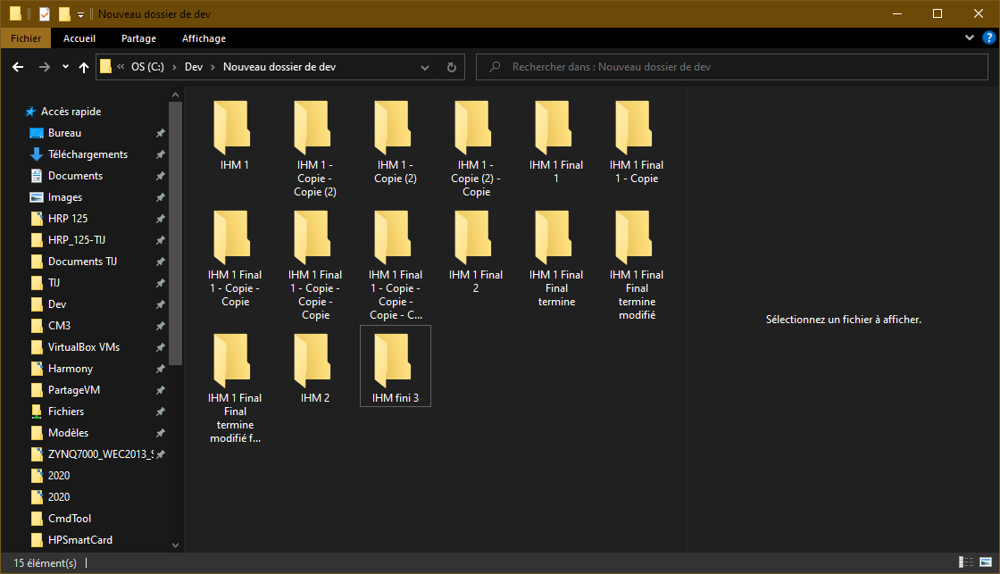 Nouveau dossier de dev
Fichier Accueil Partage Affichage
?
« OS (C:) > Dev > Nouveau dossier de dev
Rechercher dans : Nouveau dossier de dev
Accès rapide
Bureau
Téléchargements
Documents
Images
HRP 125
HRP_125-TIJ
Documents TIJ
TIJ
Dev
CM3
VirtualBox VMs
Harmony
PartageVM
Fichiers
Modèles
ZYNQ7000_WEC2013_S
2020
2020
CmdTool
HPSmartCard
IHM 1
IHM 1 -
Copie -
Copie (2)
IHM 1 -
Copie (2)
IHM 1 -
Copie (2) -
Copie
IHM 1 Final
1
IHM 1 Final
1 - Copie
IHM 1 Final
1 - Copie -
Copie
IHM 1 Final
1 - Copie -
Copie -
Copie
IHM 1 Final
1 - Copie -
Copie -
Copie - C...
IHM 1 Final
2
IHM 1 Final
Final
termine
IHM 1 Final
Final
termine
modifié
IHM 1 Final
Final
termine
modifié f...
IHM 2
IHM fini 3
Sélectionnez un fichier à afficher.
15 élément(s)